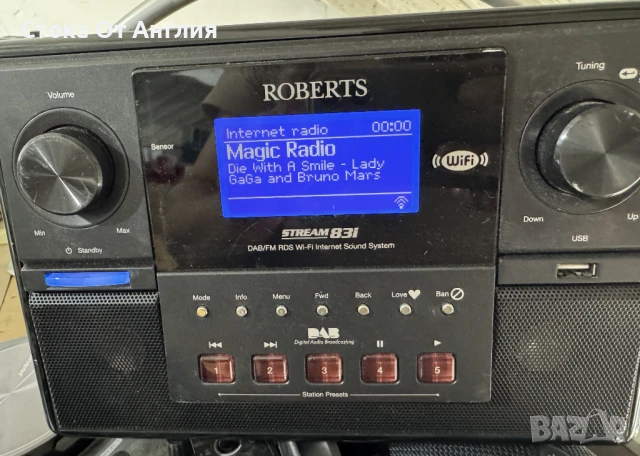 Стока От Англия
Volume
Min
Max
Standby
Sensor
ROBERTS
Internet radio 00:00
Magic Radio
Die With A Smile - Lady
GaGa and Bruno Mars
WiFi
STREAM 83i
DAB/FM RDS Wi-Fi Internet Sound System
Tuning
Down
Up
USB
Mode Info Menu Fwd Back Love Ban
DAB
Digital Audio Broadcasting
1 2 3 4 5
Station Presets
BAZAR